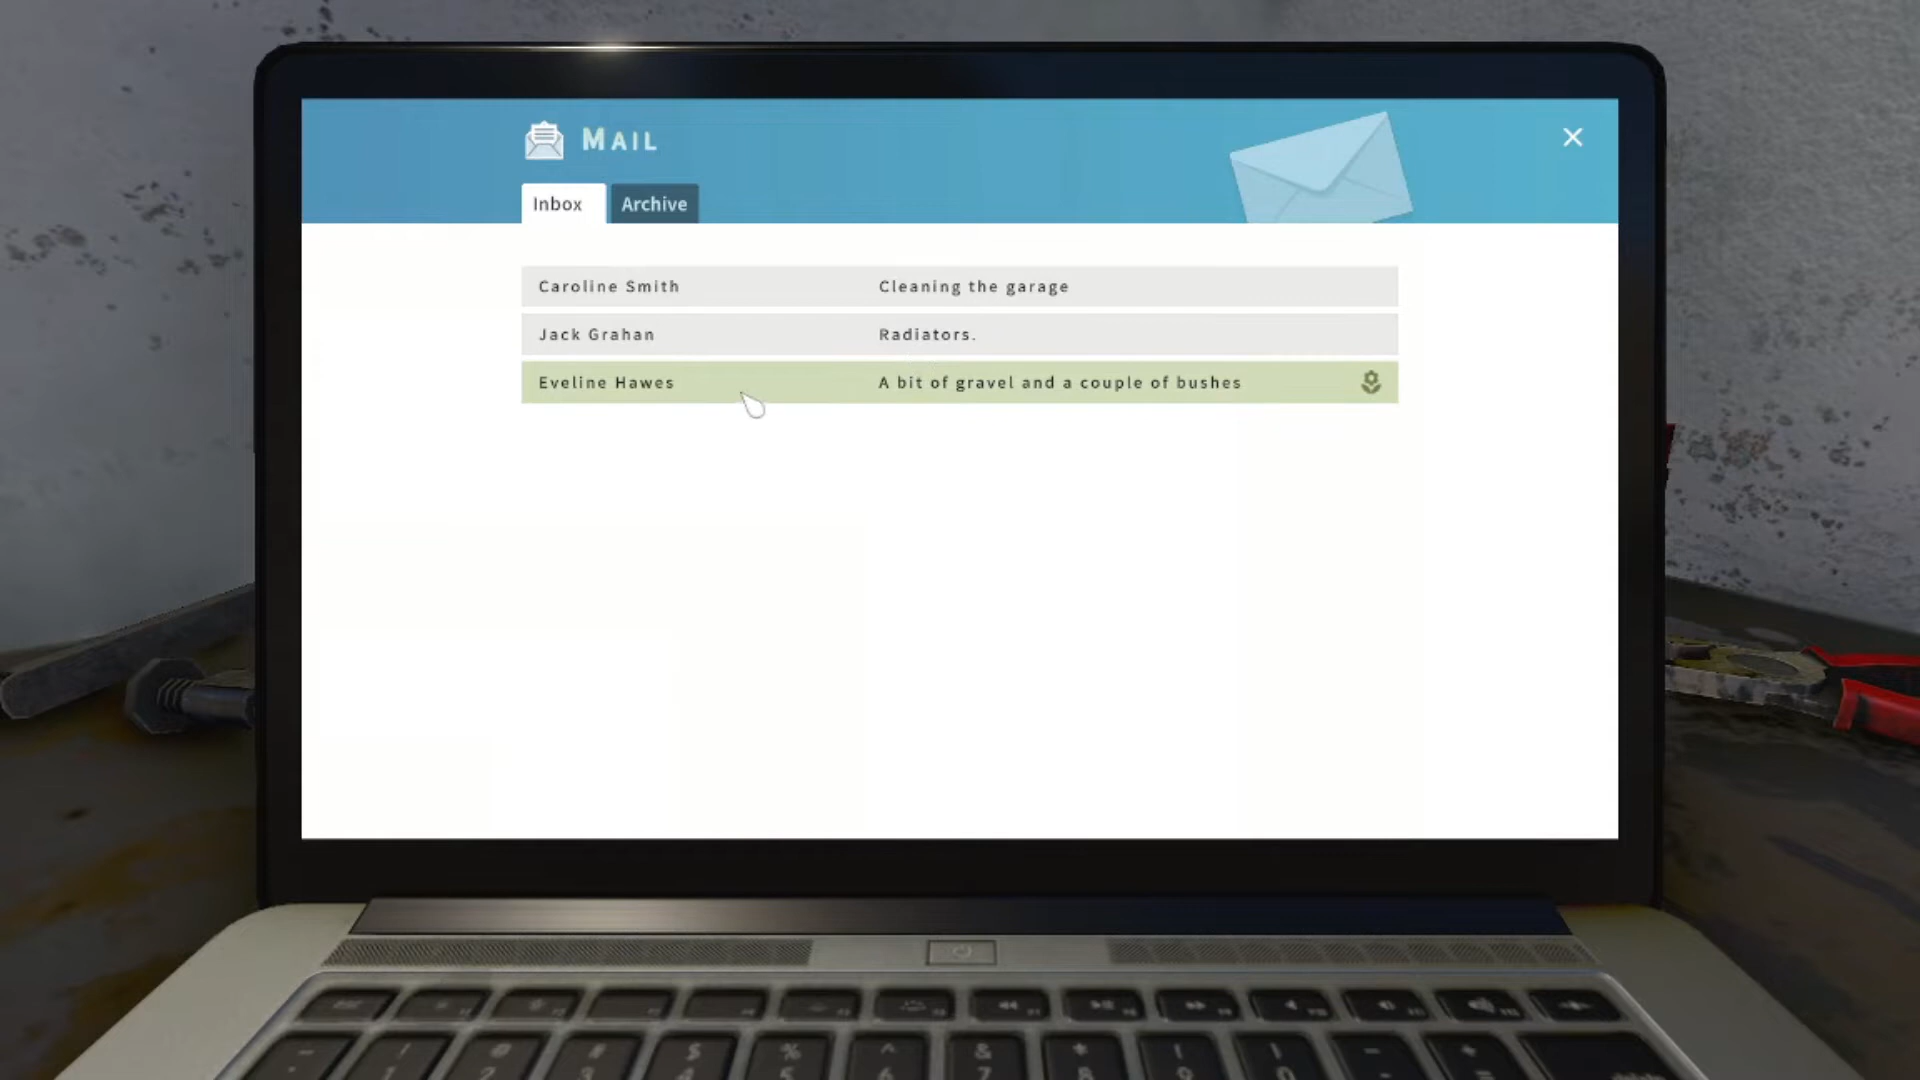 MAIL
Inbox Archive
Caroline Smith Cleaning the garage
Jack Grahan Radiators.
Eveline Hawes A bit of gravel and a couple of bushes